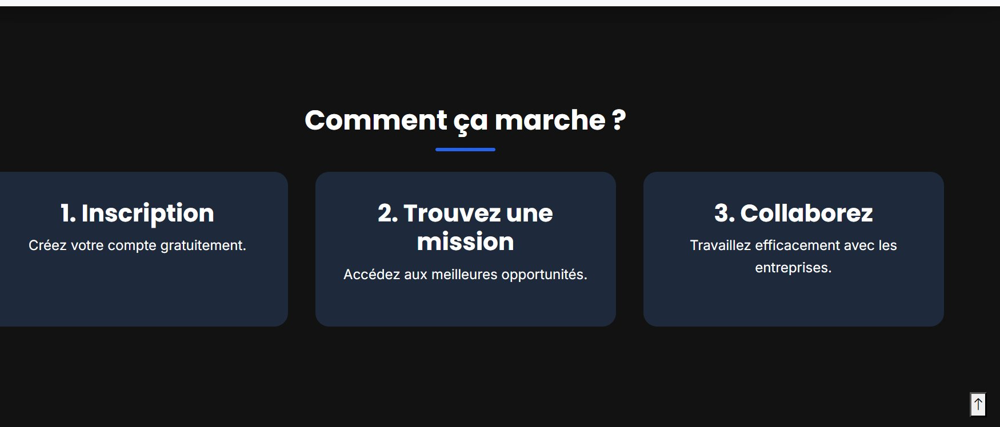 Comment ça marche ?
1. Inscription
Créez votre compte gratuitement.
2. Trouvez une
mission
Accédez aux meilleures opportunités.
3. Collaborez
Travaillez efficacement avec les
entreprises.
↑